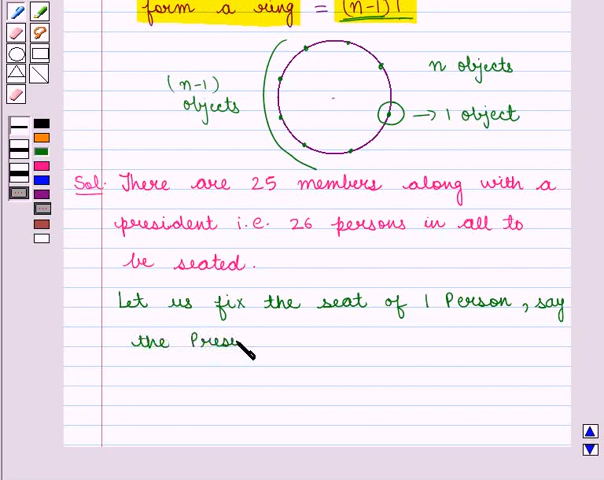 form a ring = (n-1)!
(n-1)
objects
n objects
→ 1 object
Sol. There are 25 members along with a
president i.e. 26 persons in all to
be seated.
Let us fix the seat of 1 Person, say
the Prese